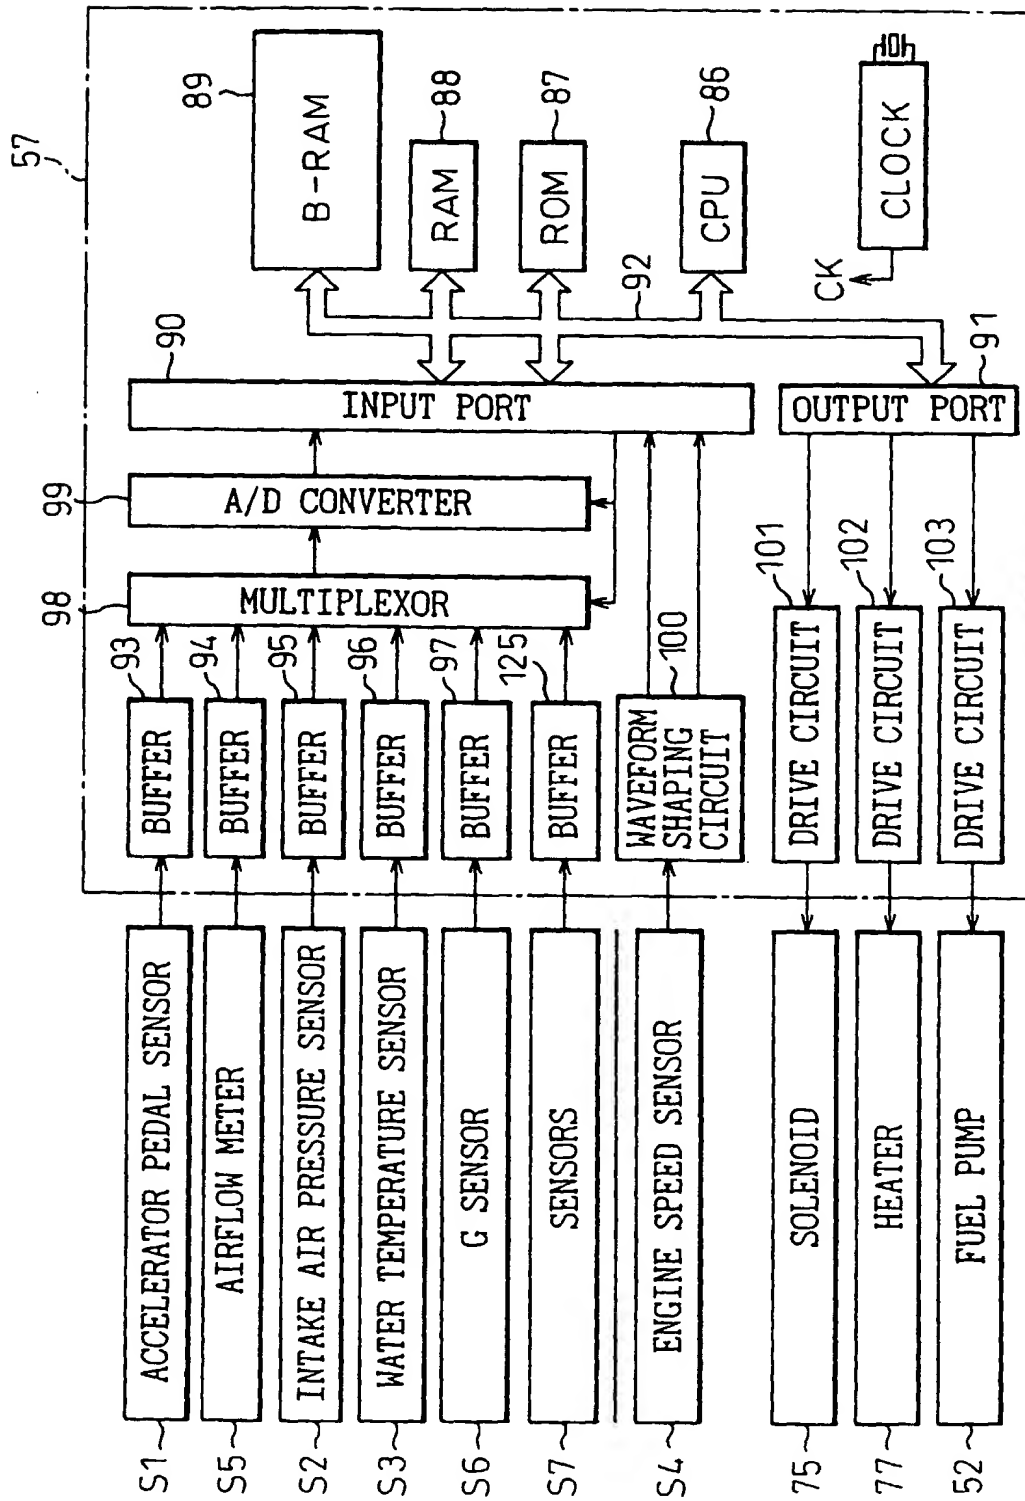 57
S1
ACCELERATOR PEDAL SENSOR
BUFFER
93
S5
AIRFLOW METER
BUFFER
94
S2
INTAKE AIR PRESSURE SENSOR
BUFFER
95
S3
WATER TEMPERATURE SENSOR
BUFFER
96
S6
G SENSOR
BUFFER
97
S7
SENSORS
BUFFER
125
S4
ENGINE SPEED SENSOR
WAVEFORM
SHAPING
CIRCUIT
100
98
MULTIPLEXOR
99
A/D CONVERTER
90
INPUT PORT
89
B-RAM
88
RAM
87
ROM
86
CPU
92
CK
CLOCK
75
SOLENOID
DRIVE CIRCUIT
101
77
HEATER
DRIVE CIRCUIT
102
52
FUEL PUMP
DRIVE CIRCUIT
103
OUTPUT PORT
91